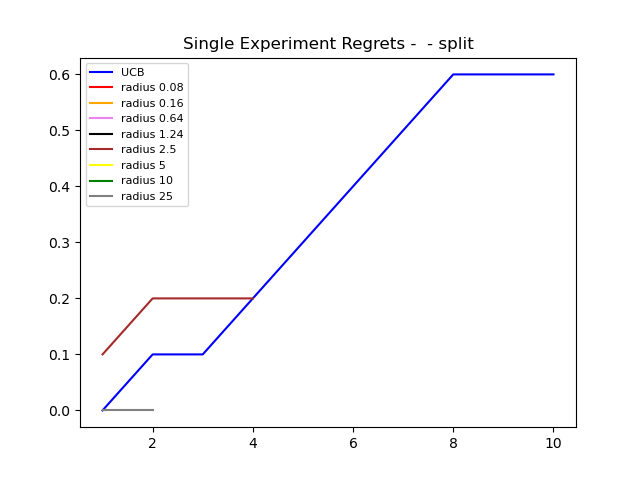 Single Experiment Regrets -  - split
UCB
radius 0.08
radius 0.16
radius 0.64
radius 1.24
radius 2.5
radius 5
radius 10
radius 25
0.6
0.5
0.4
0.3
0.2
0.1
0.0
2 4 6 8 10